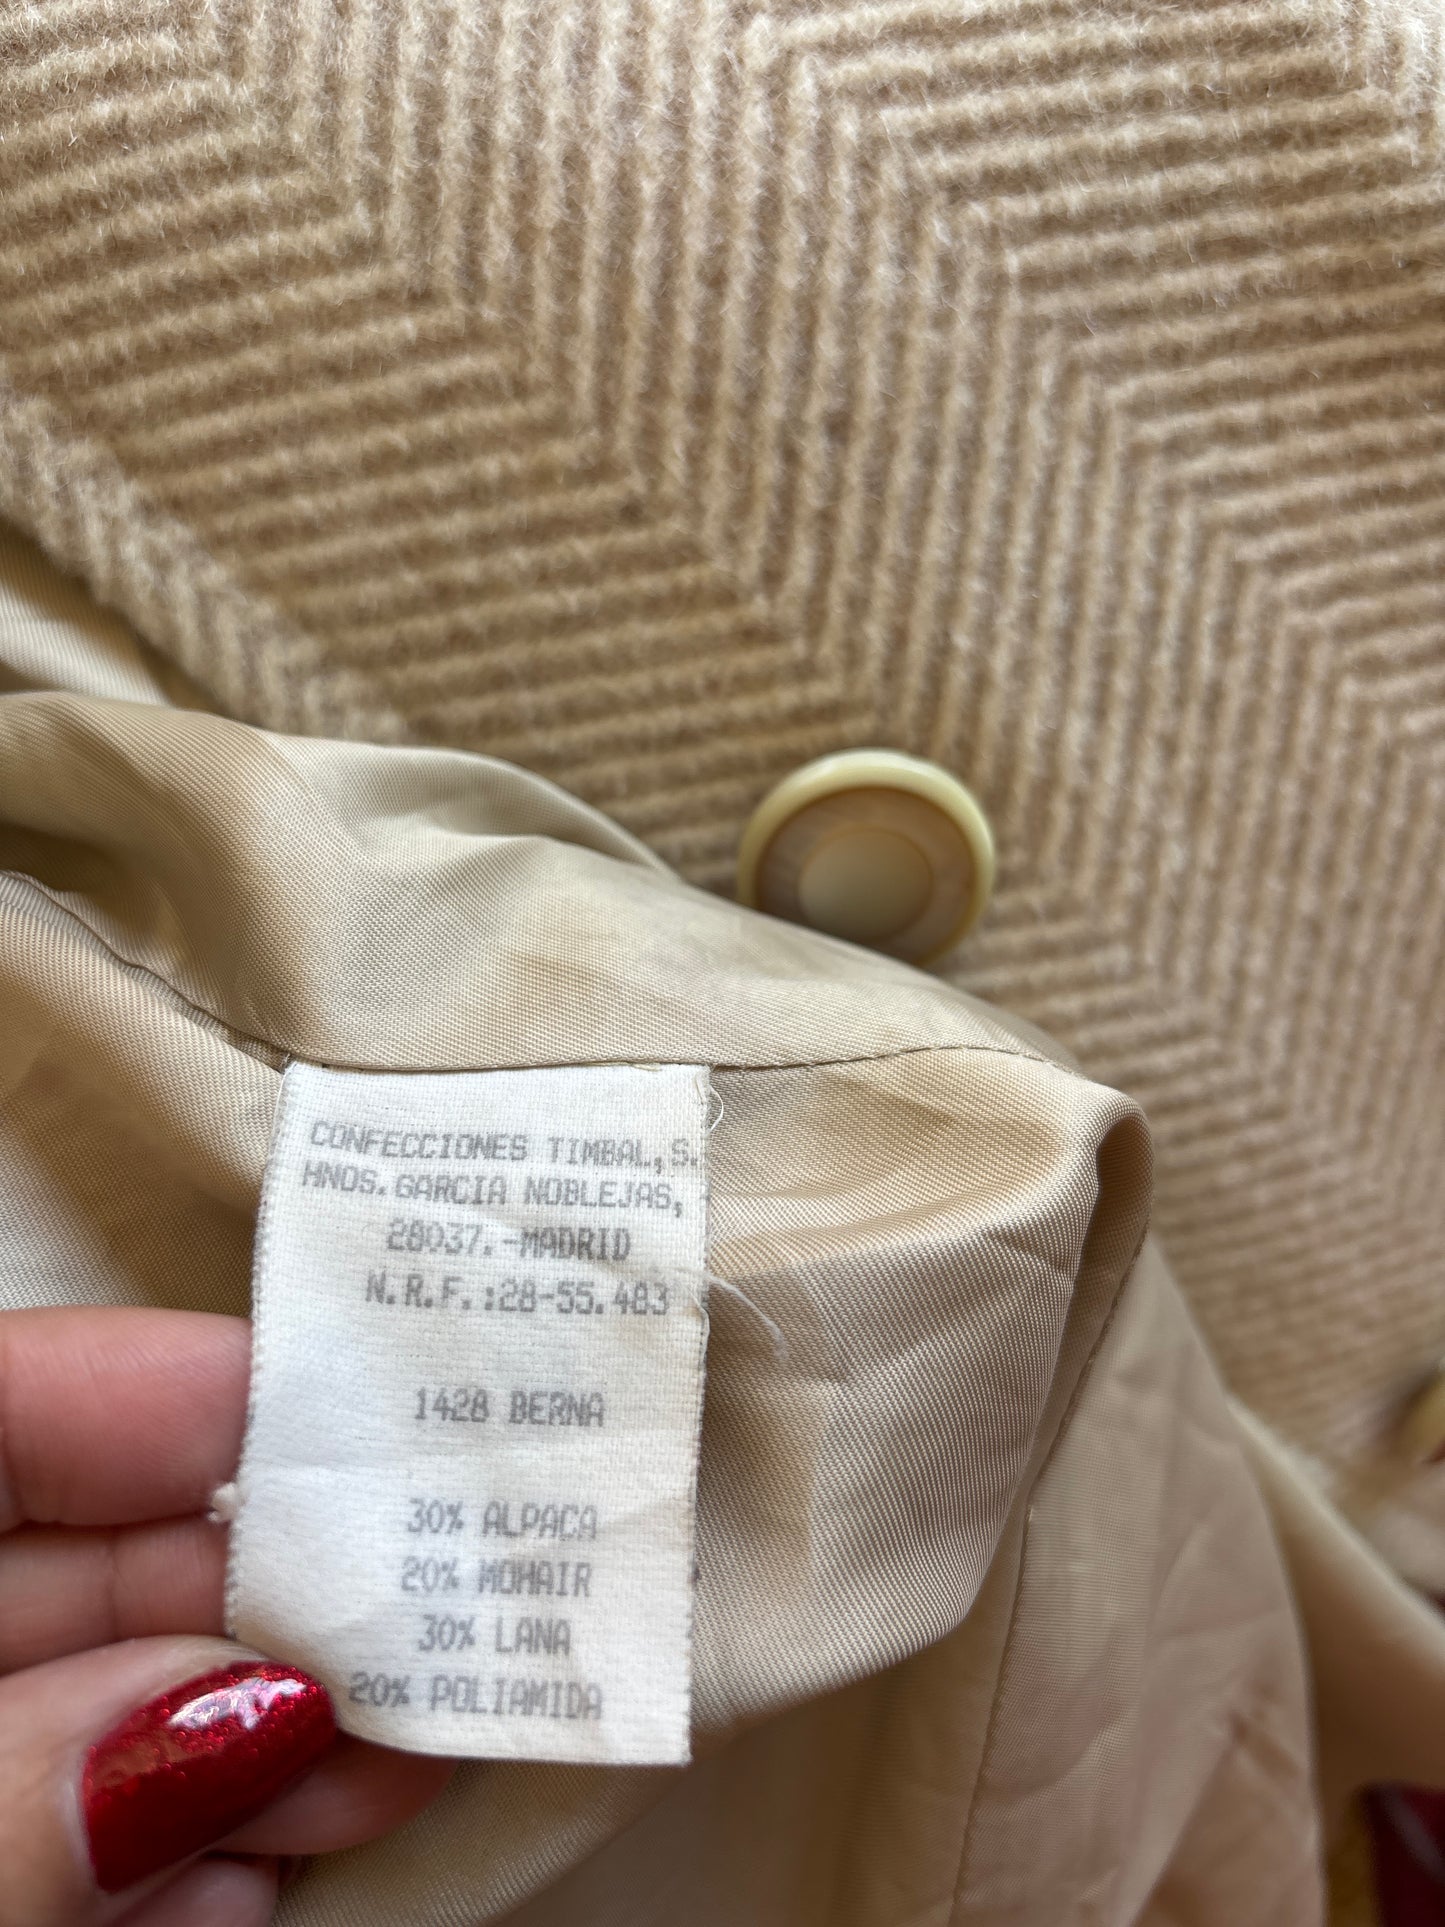 CONFECCIONES TIMBAL,S.
HNOS.GARCIA NOBLEJAS,
28037.-MADRID
N.R.F.:28-55.483
1428 BERNA
30% ALPACA
20% MOHAIR
30% LANA
20% POLIAMIDA